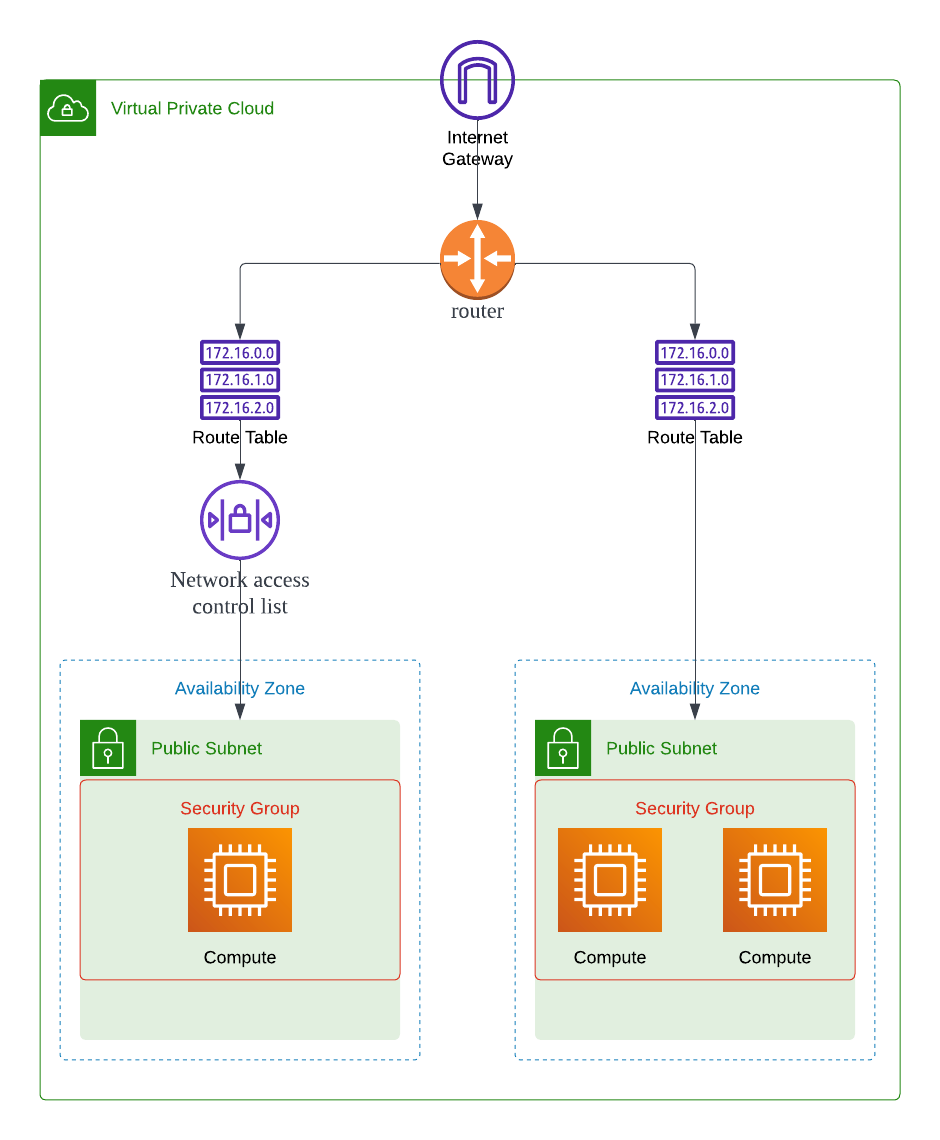 Virtual Private Cloud
Internet
Gateway
router
172.16.0.0
172.16.1.0
172.16.2.0
Route Table
172.16.0.0
172.16.1.0
172.16.2.0
Route Table
Network access
control list
Availability Zone
Public Subnet
Security Group
Compute
Availability Zone
Public Subnet
Security Group
Compute
Compute